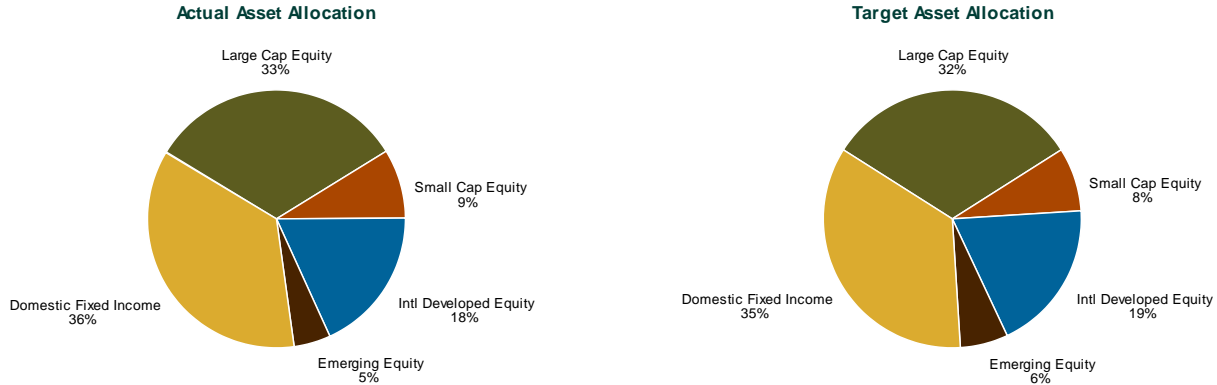 Actual Asset Allocation
Large Cap Equity
33%
Small Cap Equity
9%
Intl Developed Equity
18%
Emerging Equity
5%
Domestic Fixed Income
36%
Target Asset Allocation
Large Cap Equity
32%
Small Cap Equity
8%
Intl Developed Equity
19%
Emerging Equity
6%
Domestic Fixed Income
35%